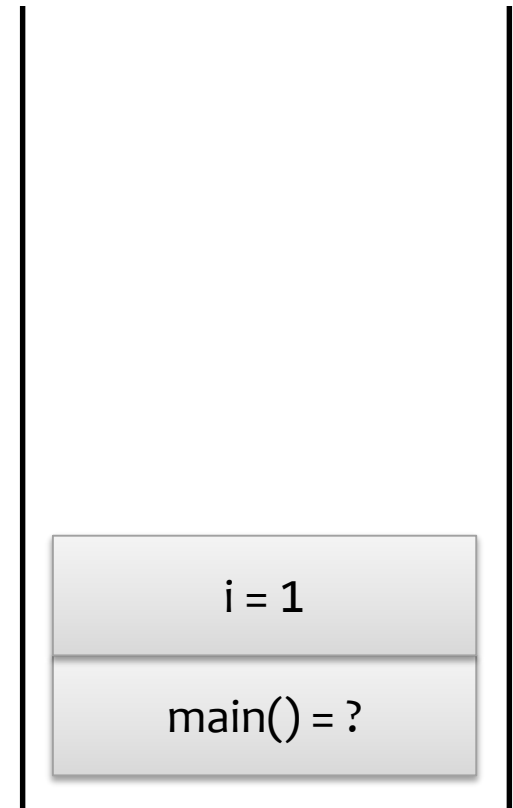 i = 1
main() = ?